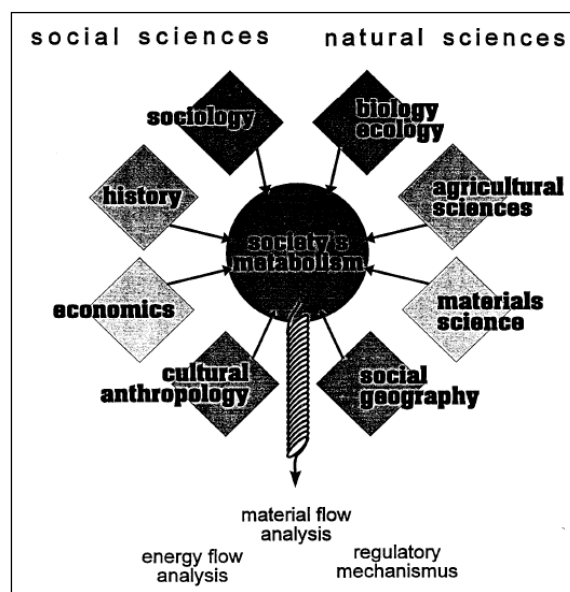 social sciences
natural sciences
sociology
biology
ecology
history
agricultural
sciences
society's
metabolism
economics
materials
science
cultural
anthropology
social
geography
material flow
analysis
energy flow
analysis
regulatory
mechanismus